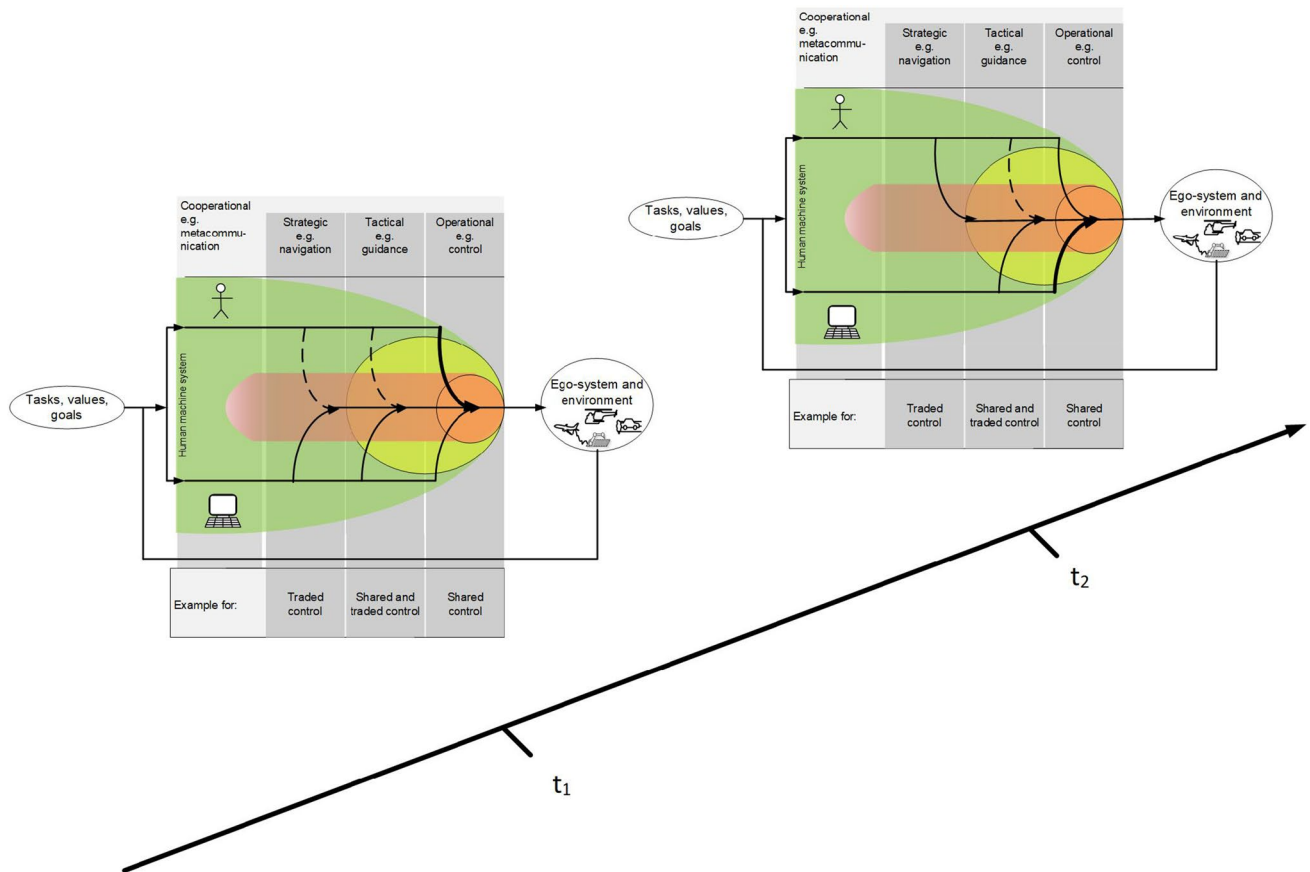 Cooperational
e.g.
metacommu-
nication
Strategic
e.g.
navigation
Tactical
e.g.
guidance
Operational
e.g.
control
Human machine system
Tasks, values,
goals
Ego-system and
environment
Example for:
Traded
control
Shared and
traded control
Shared
control
t₂
Cooperational
e.g.
metacommu-
nication
Strategic
e.g.
navigation
Tactical
e.g.
guidance
Operational
e.g.
control
Human machine system
Tasks, values,
goals
Ego-system and
environment
Example for:
Traded
control
Shared and
traded control
Shared
control
t₁